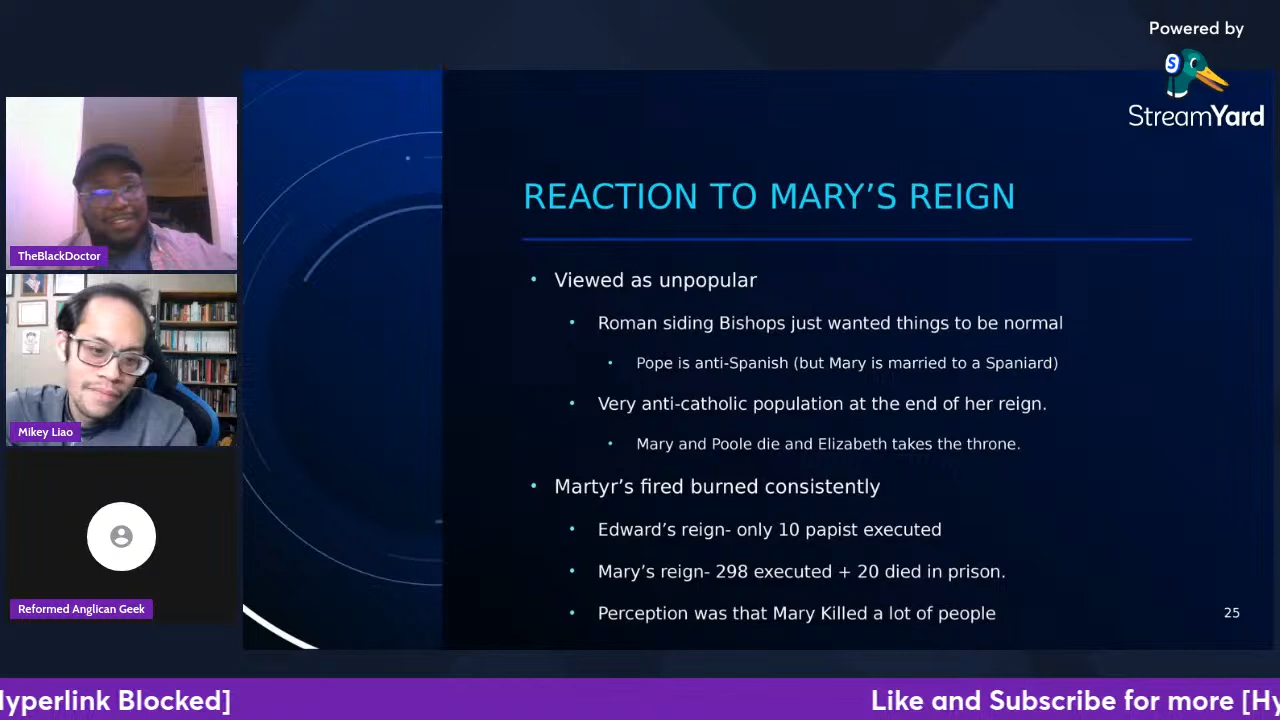 Powered by
StreamYard
REACTION TO MARY’S REIGN
• Viewed as unpopular
• Roman siding Bishops just wanted things to be normal
• Pope is anti-Spanish (but Mary is married to a Spaniard)
• Very anti-catholic population at the end of her reign.
• Mary and Poole die and Elizabeth takes the throne.
• Martyr’s fired burned consistently
• Edward’s reign- only 10 papist executed
• Mary’s reign- 298 executed + 20 died in prison.
• Perception was that Mary Killed a lot of people
25
TheBlackDoctor
Mikey Liao
Reformed Anglican Geek
lyperlink Blocked]
Like and Subscribe for more [Hy